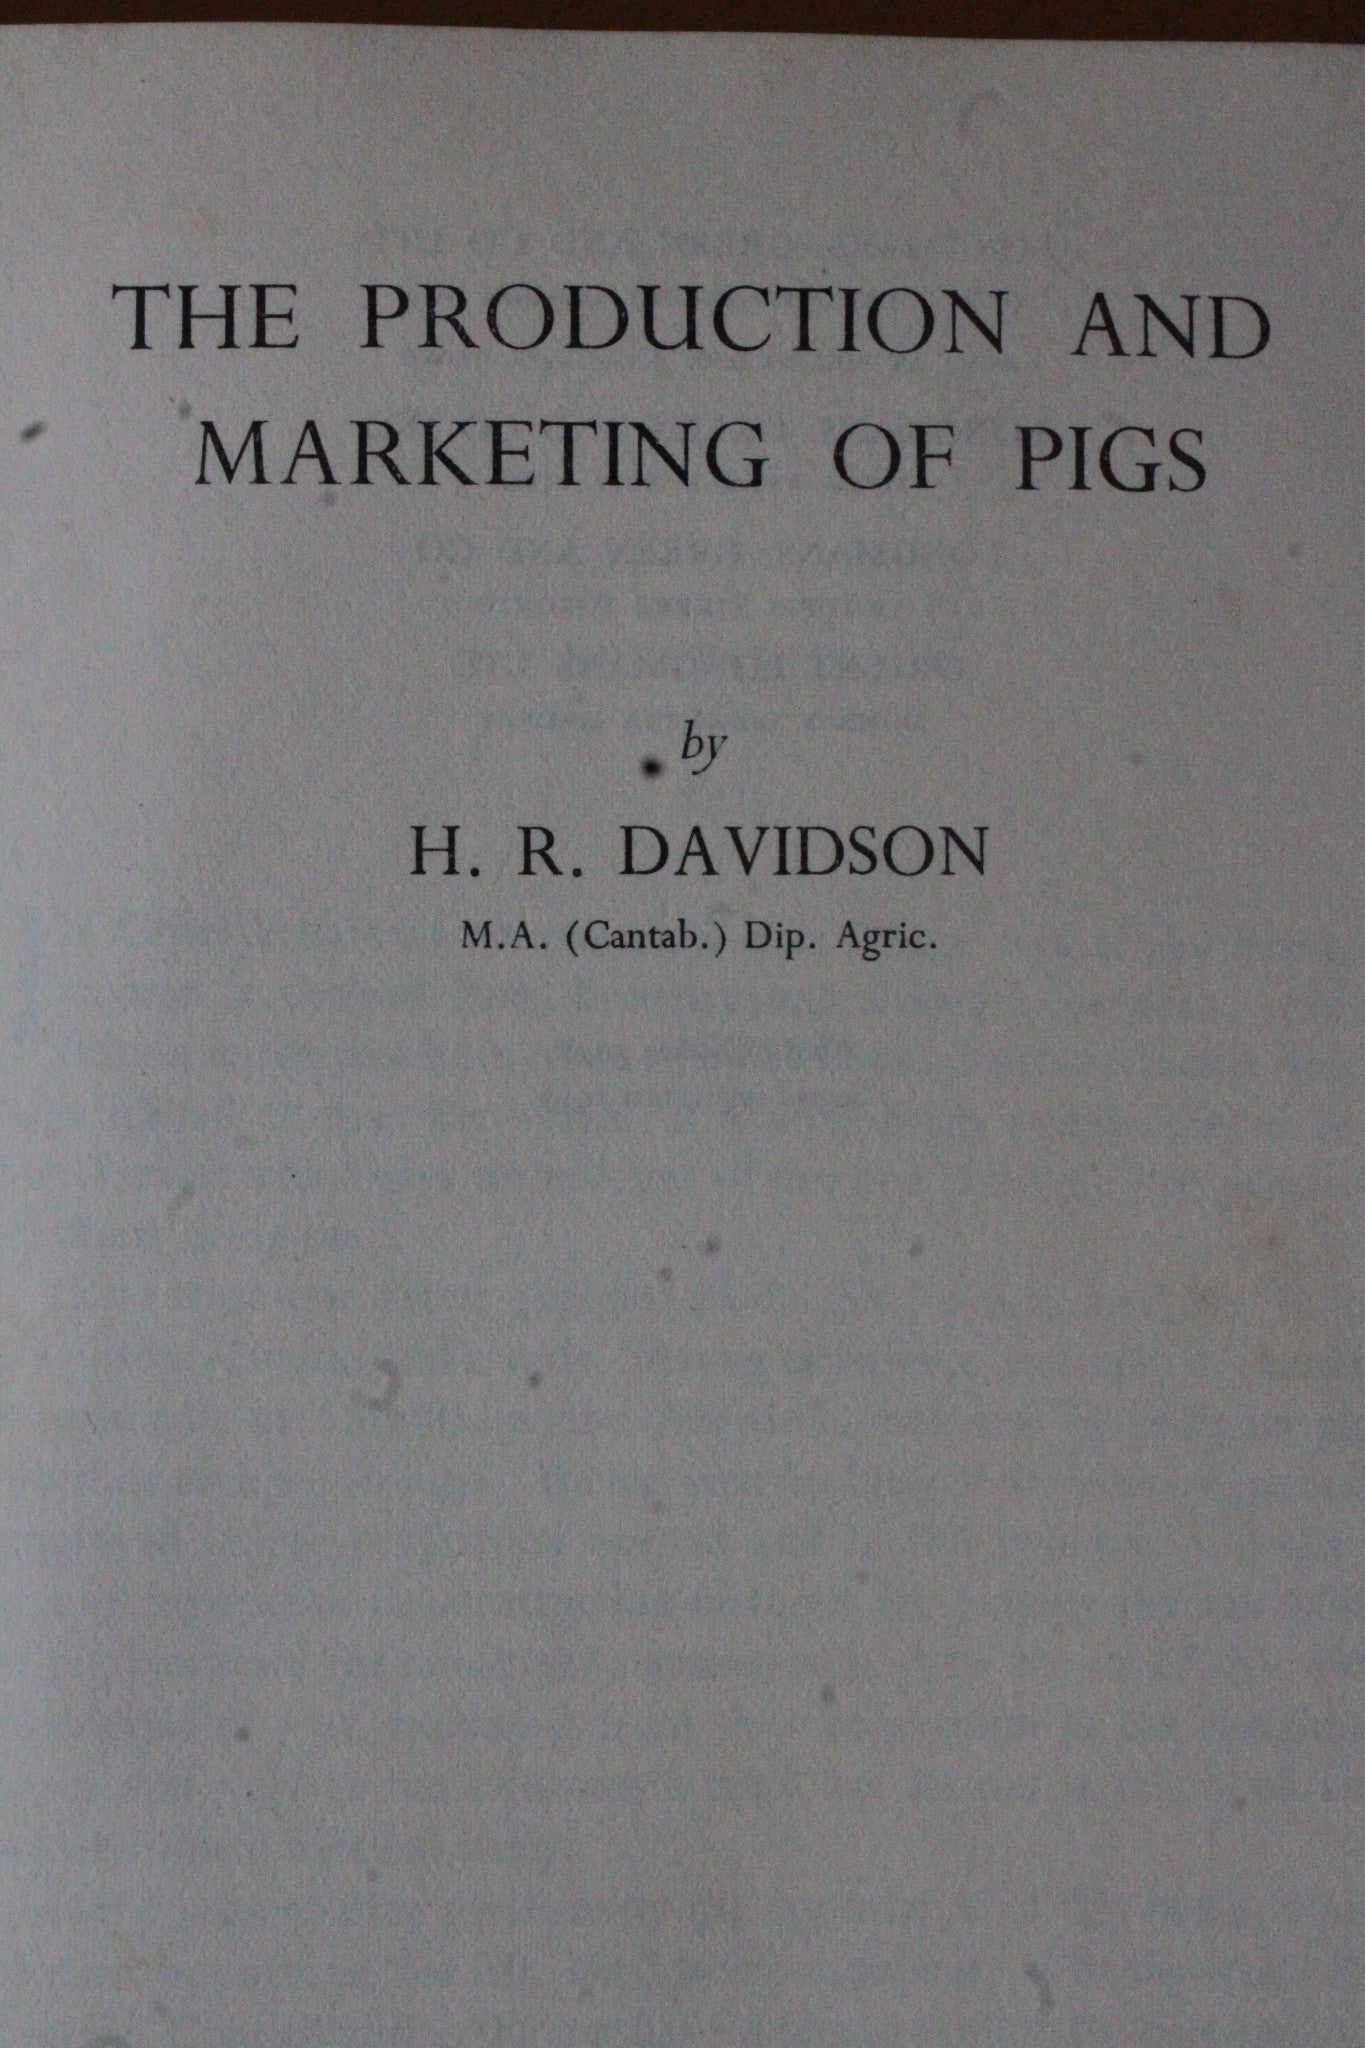 THE PRODUCTION AND
MARKETING OF PIGS
by
H. R. DAVIDSON
M.A. (Cantab.) Dip. Agric.